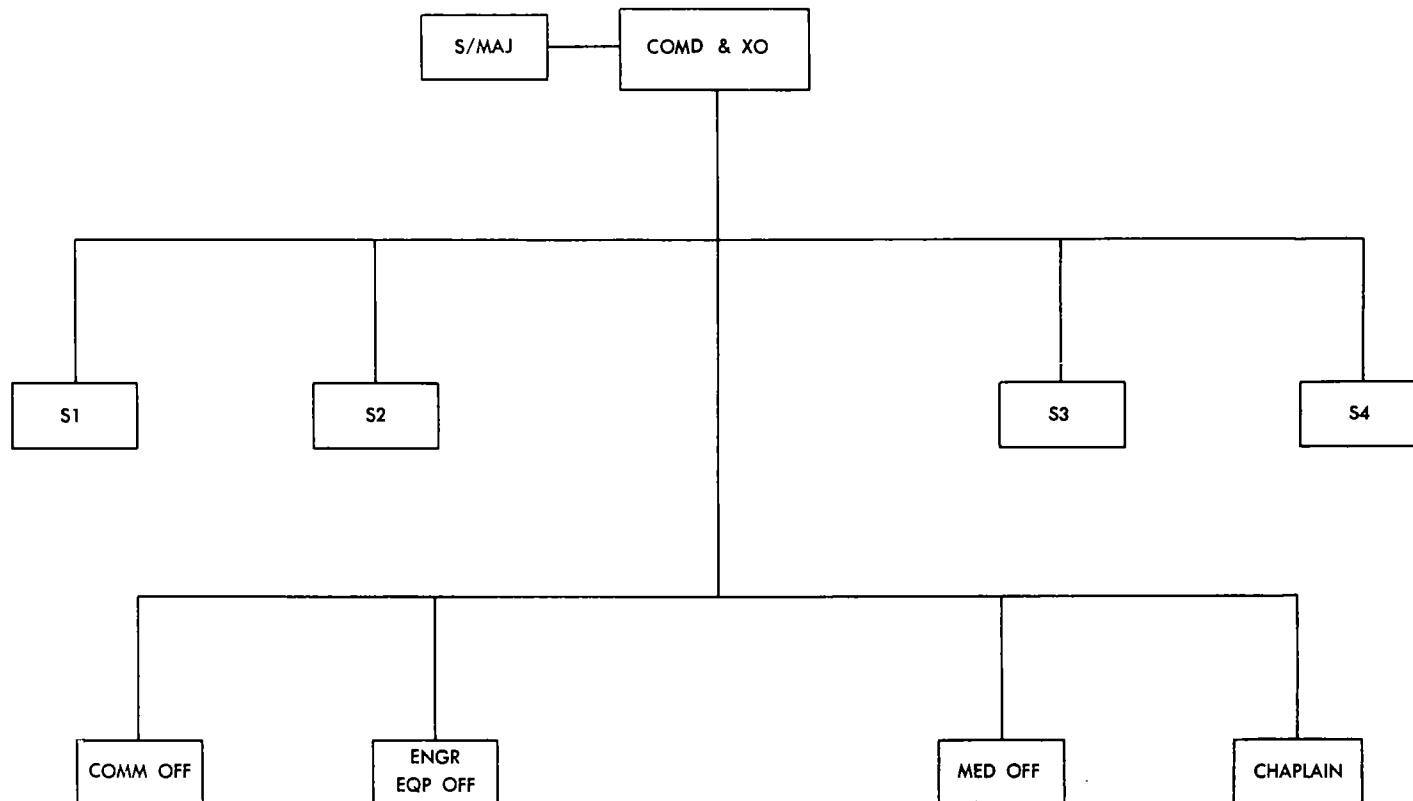 S/MAJ
COMD & XO
S1
S2
S3
S4
COMM OFF
ENGR
EQP OFF
MED OFF
CHAPLAIN